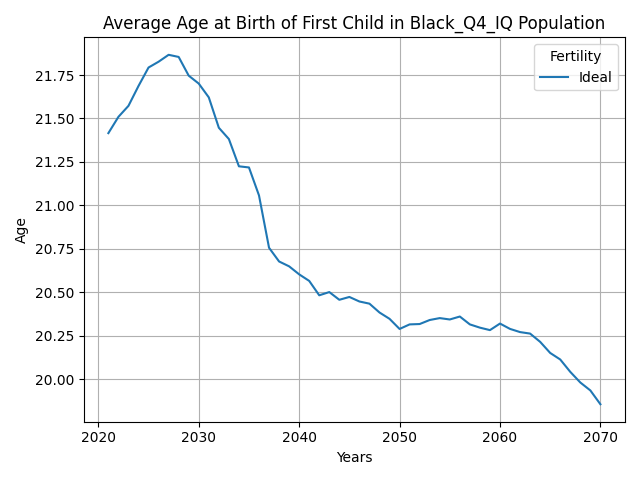 Average Age at Birth of First Child in Black_Q4_IQ Population
Fertility
Ideal
21.75
21.50
21.25
21.00
20.75
20.50
20.25
20.00
Age
2020 2030 2040 2050 2060 2070
Years